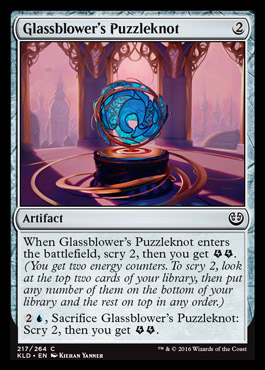 Glassblower's Puzzleknot 2
Artifact
When Glassblower's Puzzleknot enters
the battlefield, scry 2, then you get
(You get two energy counters. To scry 2, look
at the top two cards of your library, then put
any number of them on the bottom of your
library and the rest on top in any order.)
2, Sacrifice Glassblower's Puzzleknot:
Scry 2, then you get .
217/264 C
KLD • EN Kieran Yanner
™ & © 2016 Wizards of the Coast